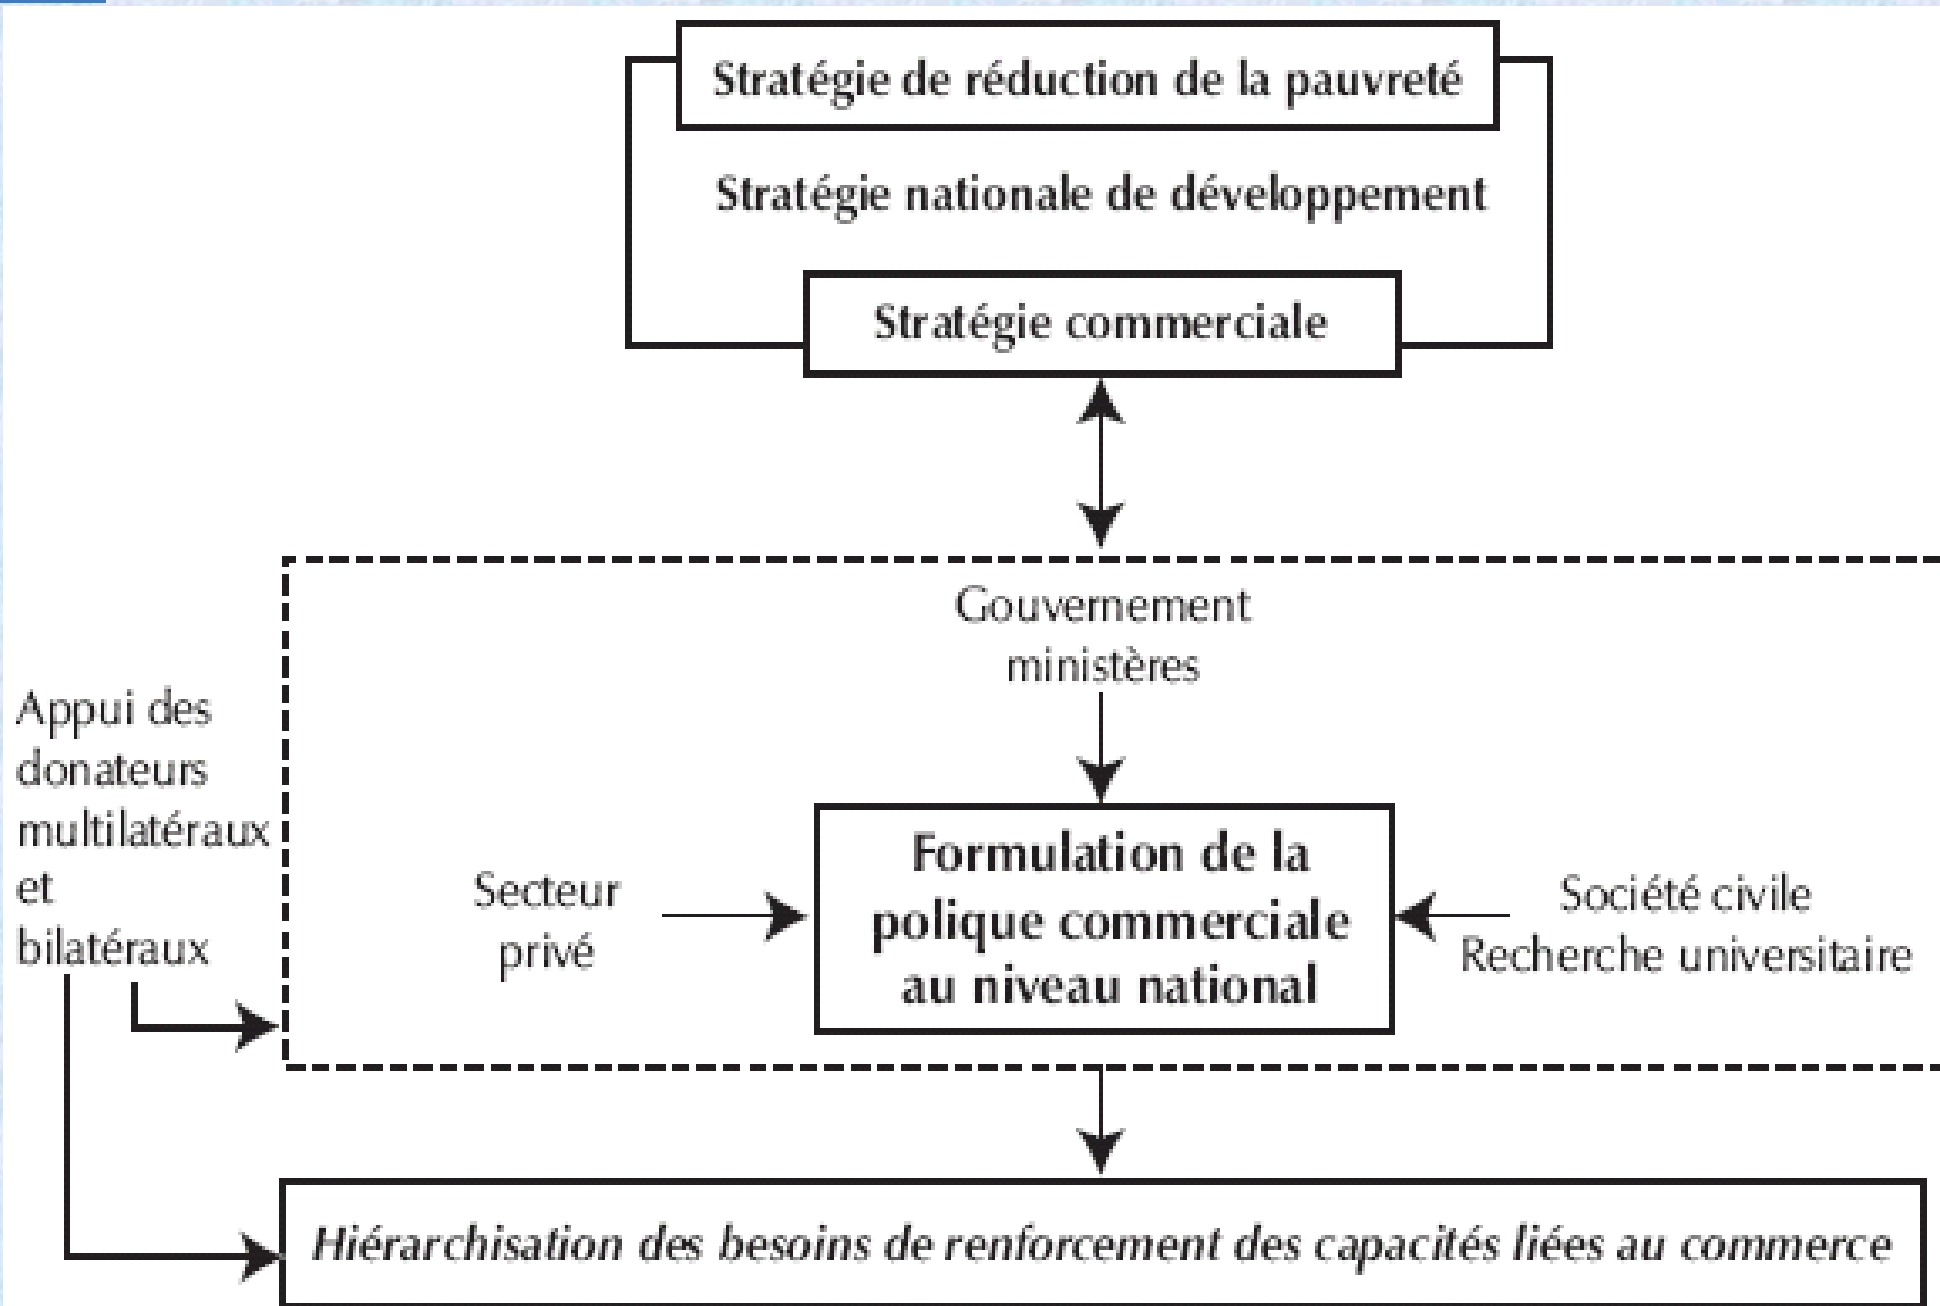 Stratégie de réduction de la pauvreté
Stratégie nationale de développement
Stratégie commerciale
Gouvernement
ministères
Appui des
donateurs
multilatéraux
et
bilatéraux
Secteur
privé
Formulation de la
polique commerciale
au niveau national
Société civile
Recherche universitaire
Hiérarchisation des besoins de renforcement des capacités liées au commerce